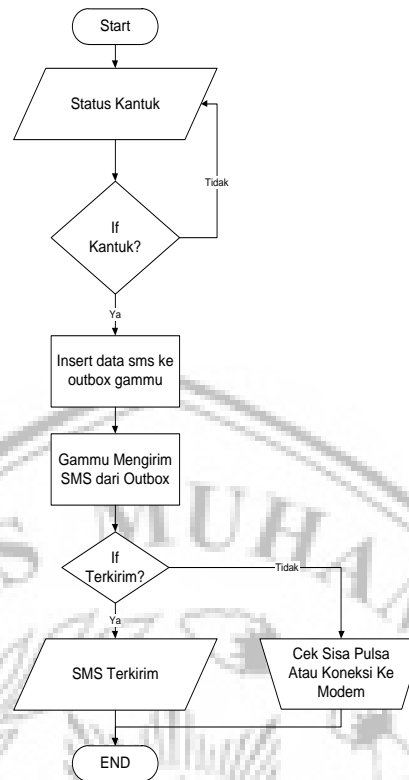 Start
Status Kantuk
Tidak
If
Kantuk?
Ya
Insert data sms ke
outbox gammu
Gammu Mengirim
SMS dari Outbox
S MUHAM
If
Terkirim?
Tidak
Ya
SMS Terkirim
Cek Sisa Pulsa
Atau Koneksi Ke
Modem
END